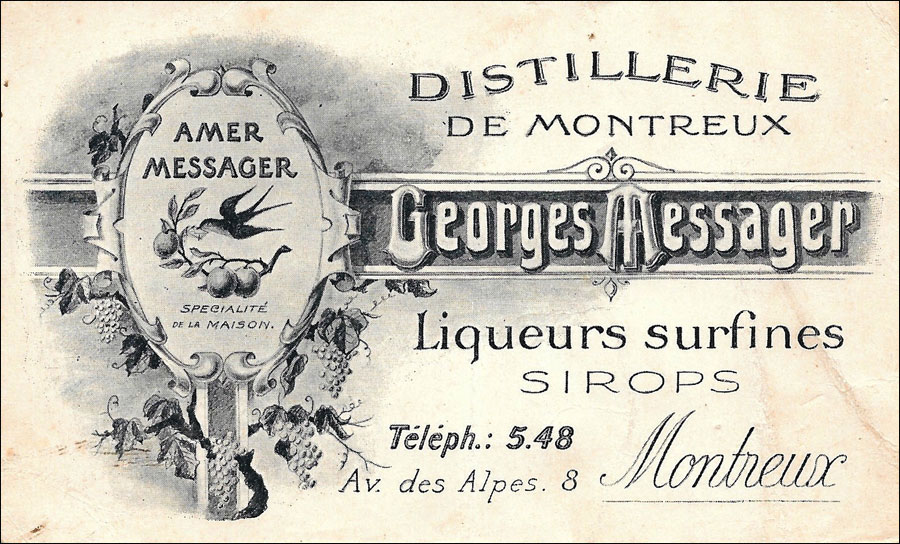 AMER
MESSAGER
SPECIALITÉ
DE LA MAISON.
DISTILLERIE
DE MONTREUX
Georges Messager
Liqueurs surfines
SIROPS
Téléph.: 5.48
Av. des Alpes. 8
Montreux